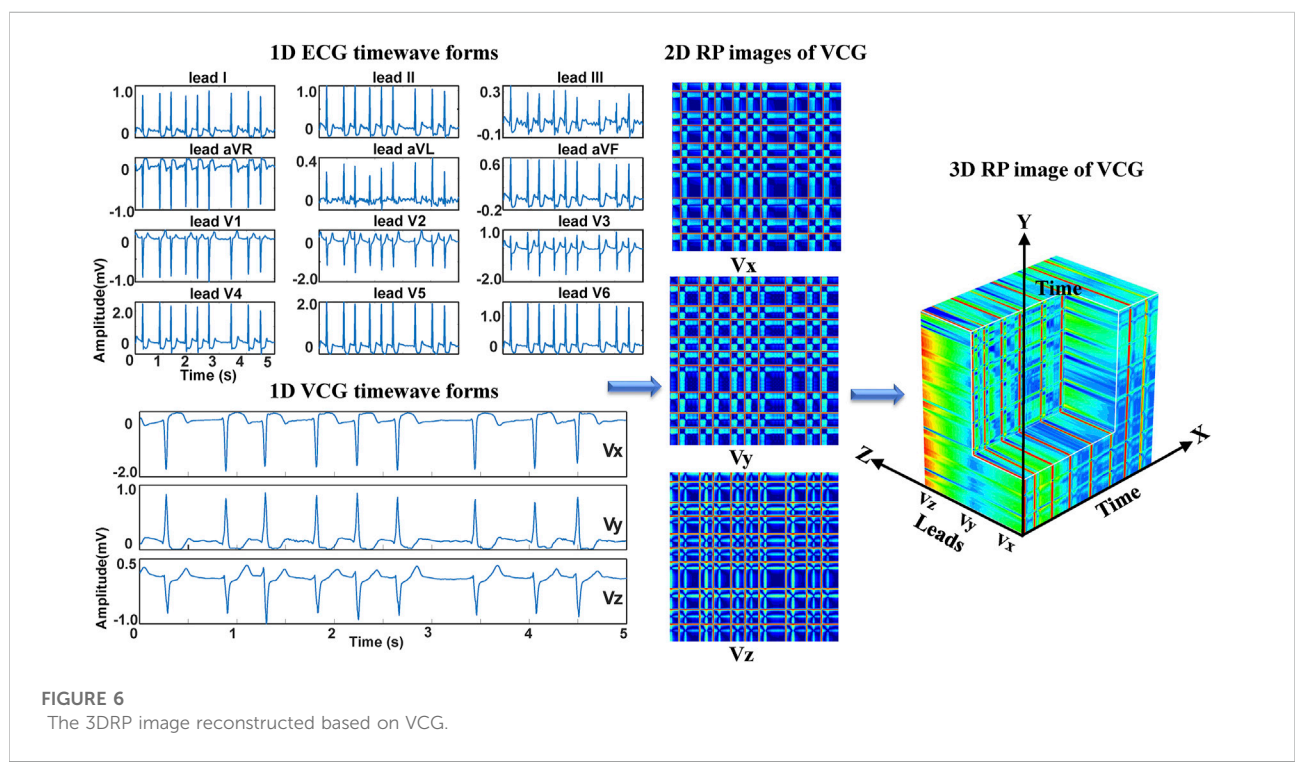 1D ECG timewave forms
2D RP images of VCG
lead I
lead II
lead III
1.0
0
1.0
0
0.3
-0.1
lead aVR
lead aVL
lead aVF
0
-1.0
0.4
0
0.6
-0.2
lead V1
lead V2
lead V3
0
-1.0
0
-2.0
1.0
-2.0
lead V4
lead V5
lead V6
2.0
0
2.0
0
1.0
0
Amplitude(mV)
0 1 2 3 4 5
Time (s)
1D VCG timewave forms
0
-2.0
Vx
1.0
0
Vy
0.5
-1.0
Vz
Amplitude(mV)
0 1 2 3 4 5
Time (s)
Vx
Vy
Vz
3D RP image of VCG
Y
Time
X
Z
Time
Vz
Vy
Vx
Leads
FIGURE 6
The 3DRP image reconstructed based on VCG.